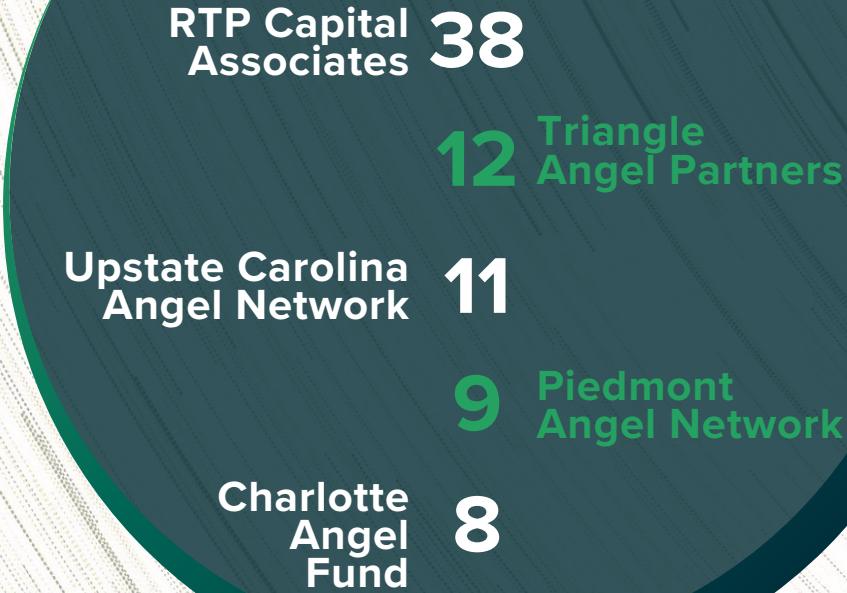 RTP Capital
Associates
38
12
Triangle
Angel Partners
Upstate Carolina
Angel Network
11
9
Piedmont
Angel Network
Charlotte
Angel
Fund
8